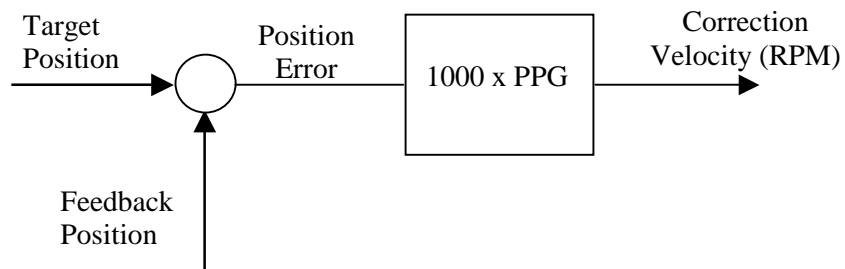 Target
Position
Position
Error
1000 x PPG
Correction
Velocity (RPM)
Feedback
Position